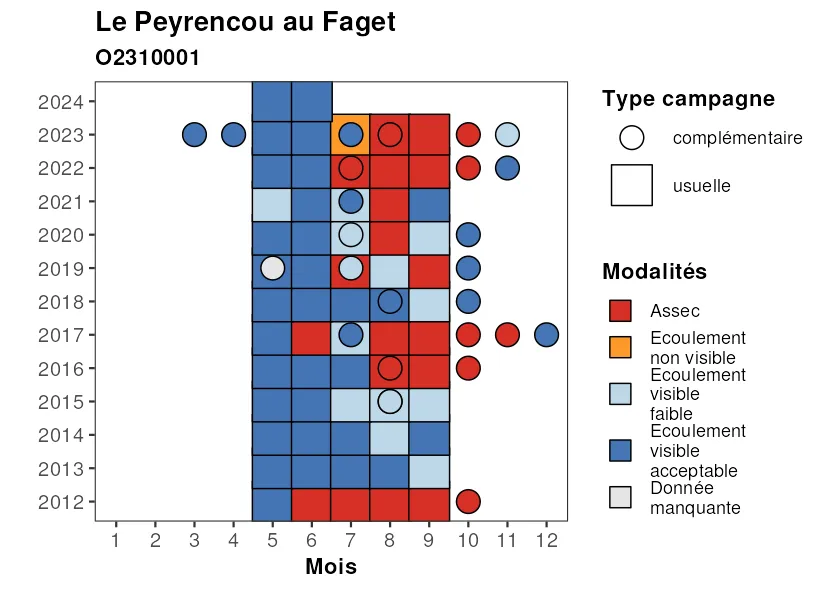 Le Peyrencou au Faget
O2310001
2024
2023
2022
2021
2020
2019
2018
2017
2016
2015
2014
2013
2012
1 2 3 4 5 6 7 8 9 10 11 12
Mois
Type campagne
complémentaire
usuelle
Modalités
Assec
Ecoulement
non visible
Ecoulement
visible
faible
Ecoulement
visible
acceptable
Donnée
manquante